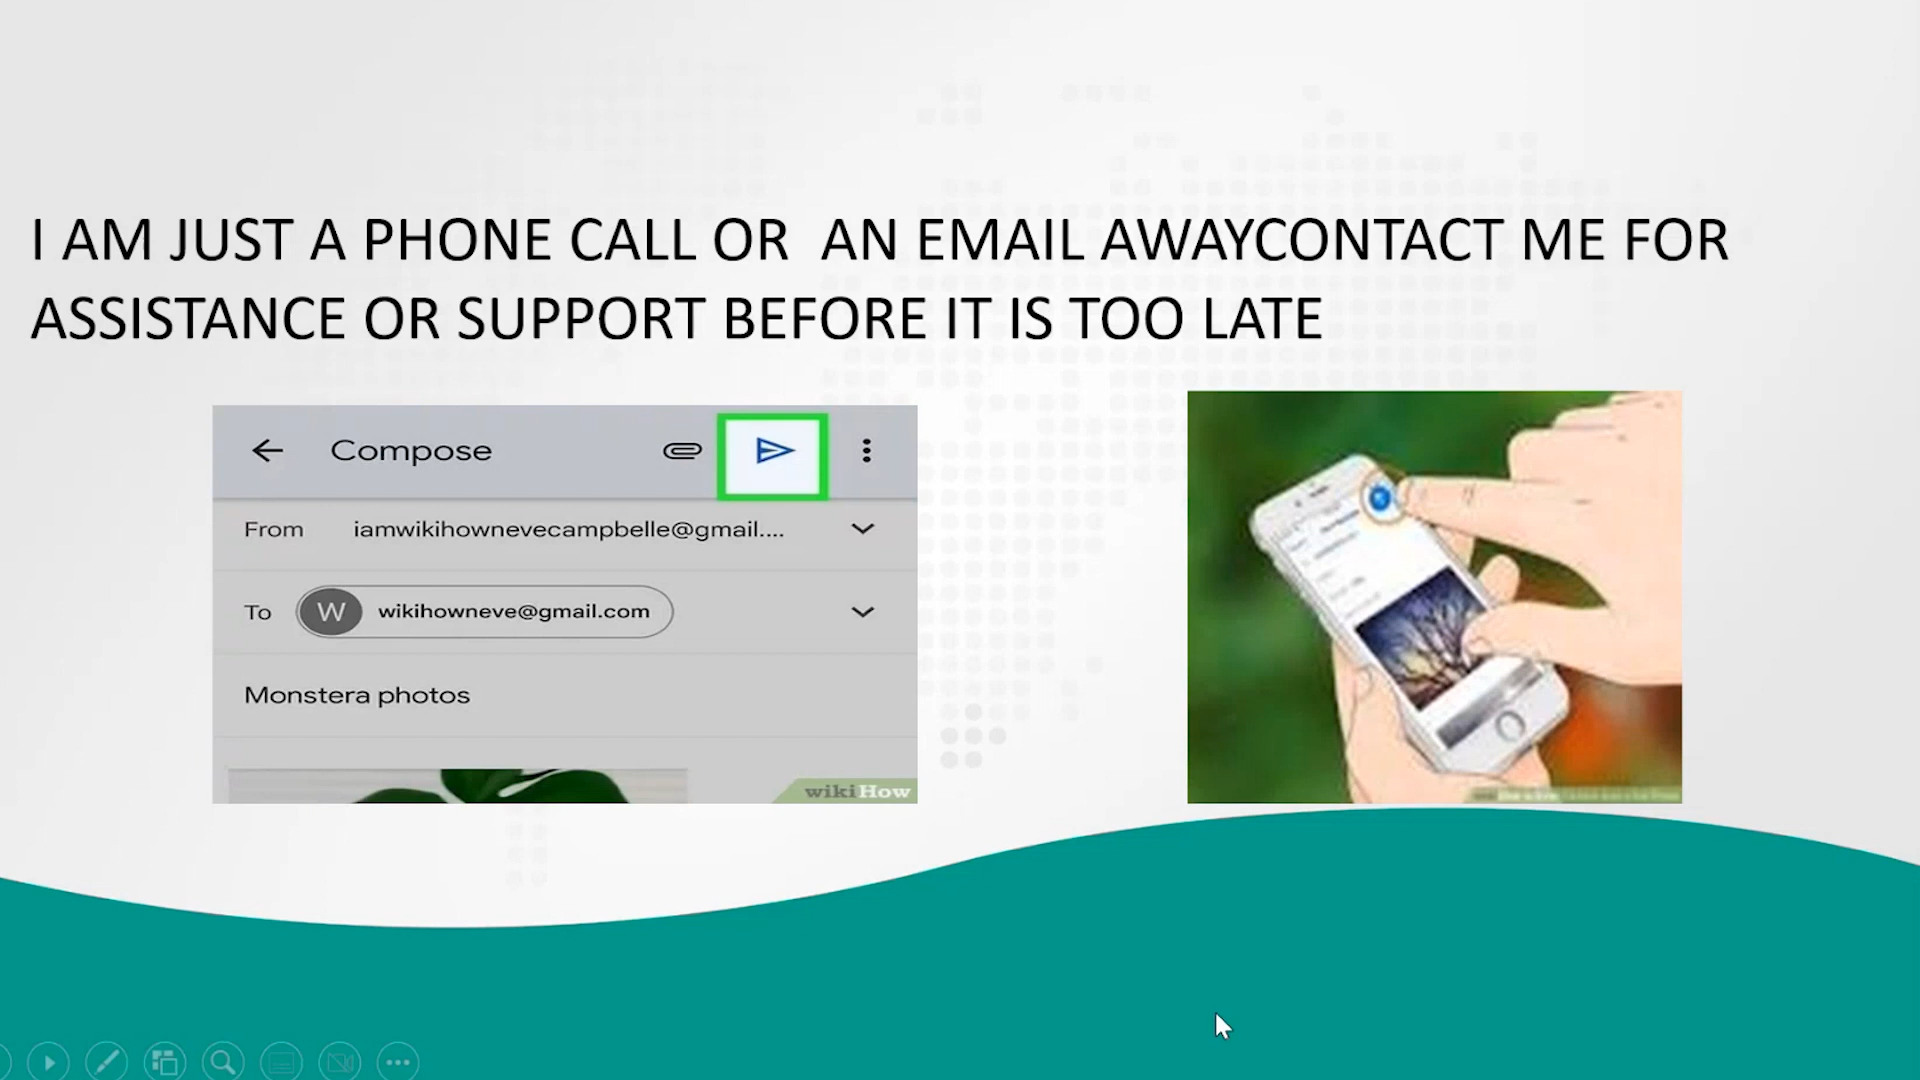 I AM JUST A PHONE CALL OR  AN EMAIL AWAYCONTACT ME FOR
ASSISTANCE OR SUPPORT BEFORE IT IS TOO LATE
Compose
From iamwikihownevecampbelle@gmail....
To W wikihowneve@gmail.com
Monstera photos
wikiHow